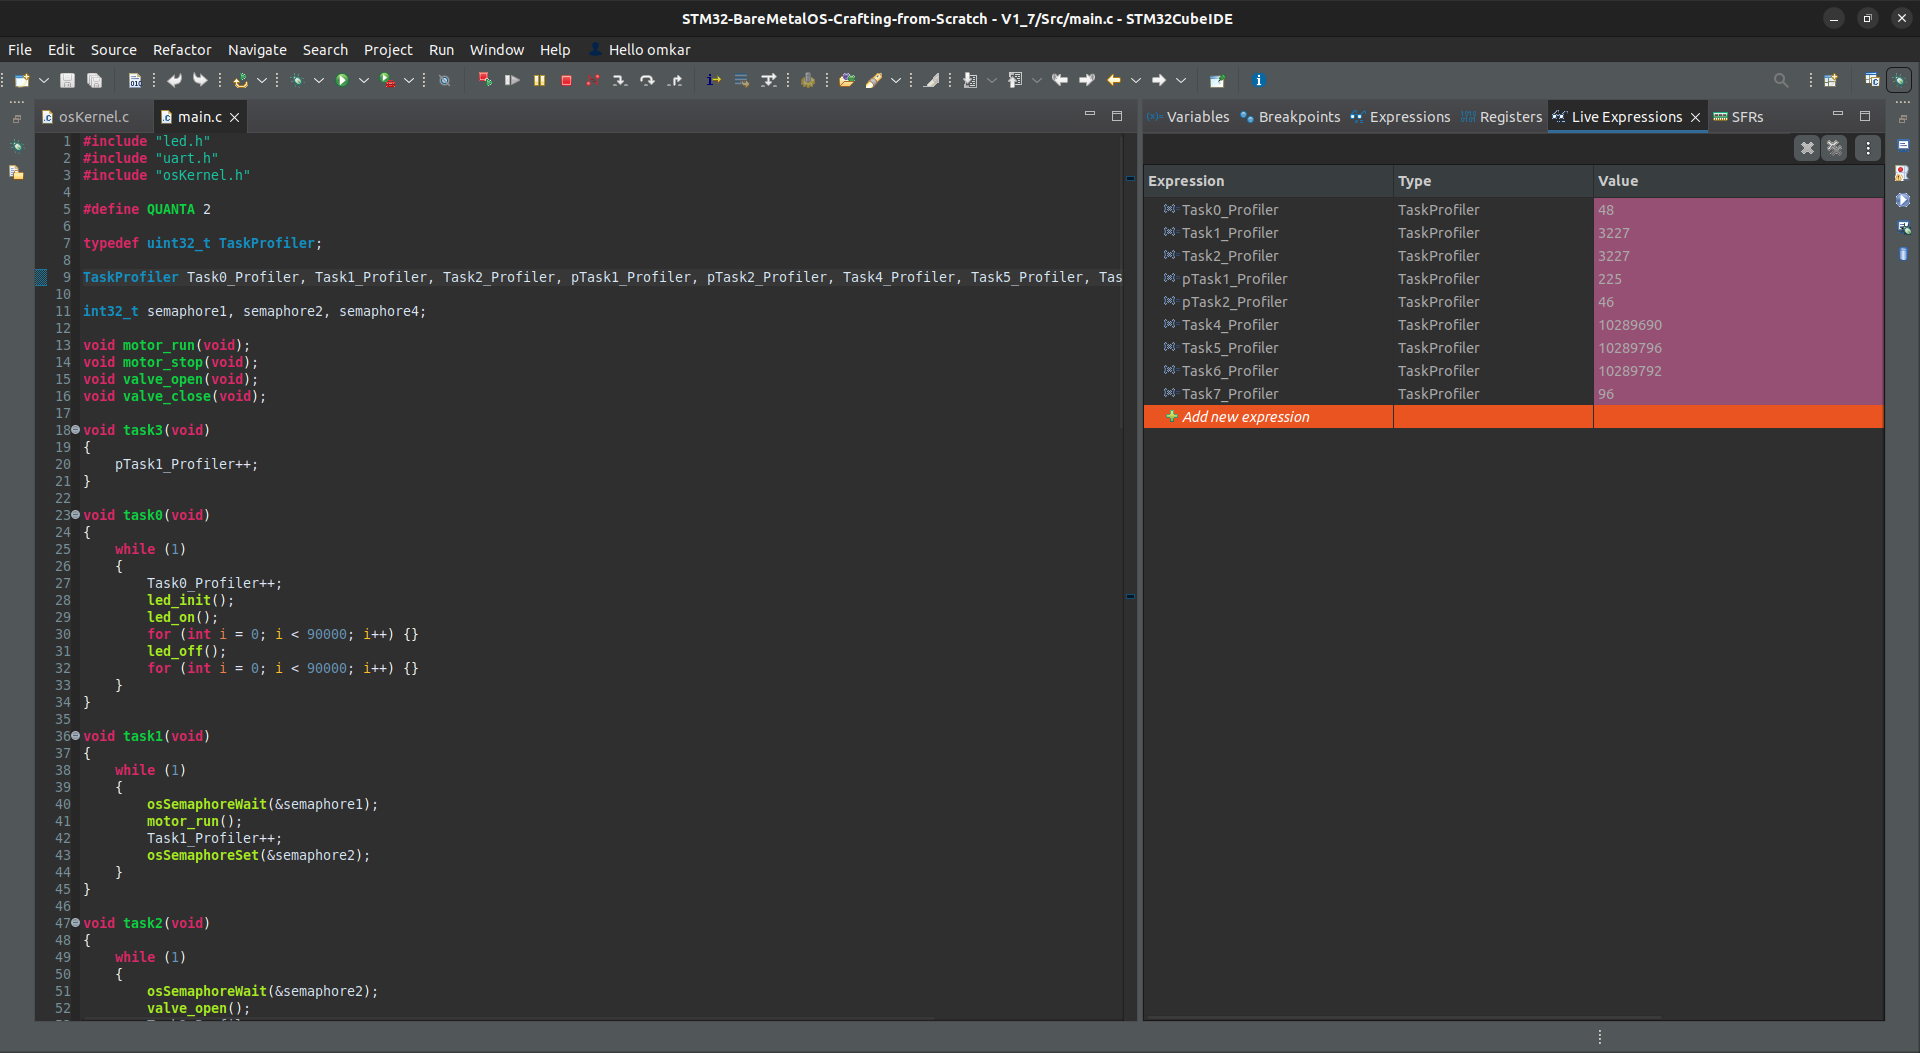 STM32-BareMetalOS-Crafting-from-Scratch - V1_7/Src/main.c - STM32CubeIDE
File Edit Source Refactor Navigate Search Project Run Window Help Hello omkar
osKernel.c main.c
1 #include "led.h"
2 #include "uart.h"
3 #include "osKernel.h"
4
5 #define QUANTA 2
6
7 typedef uint32_t TaskProfiler;
8
9 TaskProfiler Task0_Profiler, Task1_Profiler, Task2_Profiler, pTask1_Profiler, pTask2_Profiler, Task4_Profiler, Task5_Profiler, Tas
10
11 int32_t semaphore1, semaphore2, semaphore4;
12
13 void motor_run(void);
14 void motor_stop(void);
15 void valve_open(void);
16 void valve_close(void);
17
18 void task3(void)
19 {
20 pTask1_Profiler++;
21 }
22
23 void task0(void)
24 {
25 while (1)
26 {
27 Task0_Profiler++;
28 led_init();
29 led_on();
30 for (int i = 0; i < 90000; i++) {}
31 led_off();
32 for (int i = 0; i < 90000; i++) {}
33 }
34 }
35
36 void task1(void)
37 {
38 while (1)
39 {
40 osSemaphoreWait(&semaphore1);
41 motor_run();
42 Task1_Profiler++;
43 osSemaphoreSet(&semaphore2);
44 }
45 }
46
47 void task2(void)
48 {
49 while (1)
50 {
51 osSemaphoreWait(&semaphore2);
52 valve_open();
Variables Breakpoints Expressions Registers Live Expressions SFRs
Expression Type Value
Task0_Profiler TaskProfiler 48
Task1_Profiler TaskProfiler 3227
Task2_Profiler TaskProfiler 3227
pTask1_Profiler TaskProfiler 225
pTask2_Profiler TaskProfiler 46
Task4_Profiler TaskProfiler 10289690
Task5_Profiler TaskProfiler 10289796
Task6_Profiler TaskProfiler 10289792
Task7_Profiler TaskProfiler 96
Add new expression